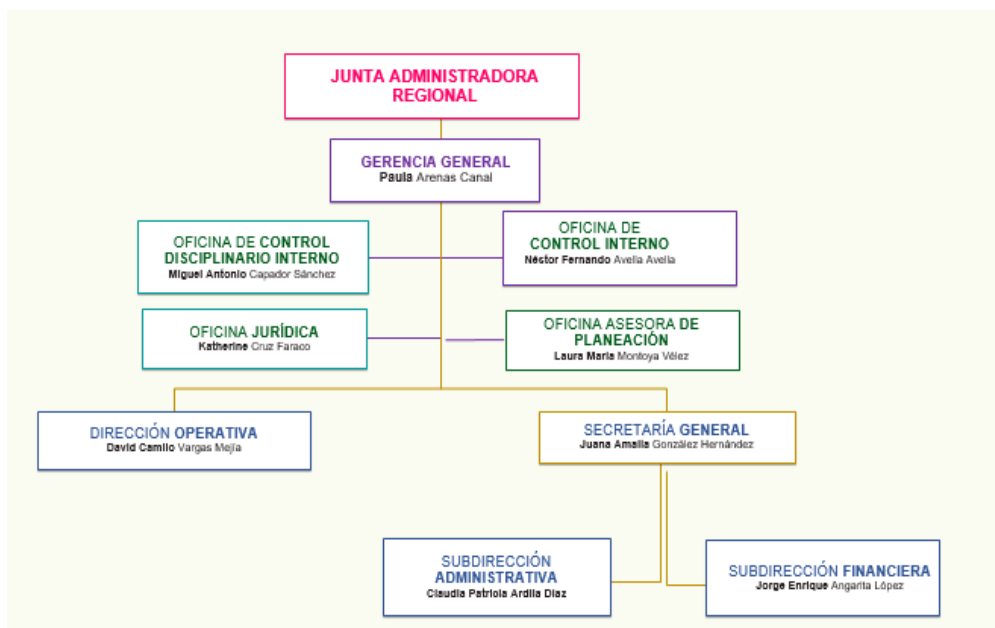 JUNTA ADMINISTRADORA
REGIONAL
GERENCIA GENERAL
Paula Arenas Canal
OFICINA DE CONTROL
DISCIPLINARIO INTERNO
Miguel Antonio Capador Sánchez
OFICINA DE
CONTROL INTERNO
Néstor Fernando Avella Avella
OFICINA JURÍDICA
Katherine Cruz Faraco
OFICINA ASESORA DE
PLANEACIÓN
Laura María Montoya Vélez
DIRECCIÓN OPERATIVA
David Camilo Vargas Mejía
SECRETARÍA GENERAL
Juana Amalia González Hernández
SUBDIRECCIÓN
ADMINISTRATIVA
Claudia Patricia Ardila Díaz
SUBDIRECCIÓN FINANCIERA
Jorge Enrique Angarita López